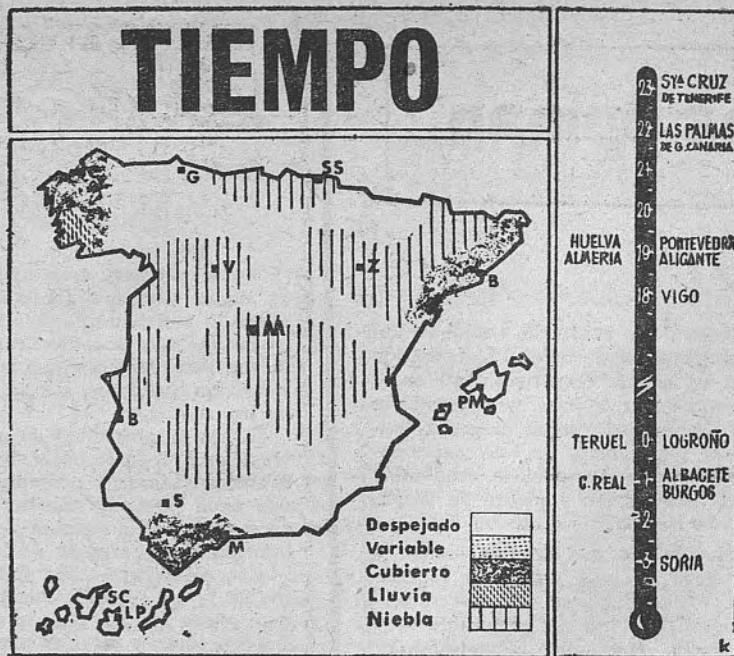 TIEMPO
G
SS
V
Z
B
M
PM
B
S
M
SC
LP
Despejado
Variable
Cubierto
Lluvia
Niebla
23 STA CRUZ
DE TENERIFE
22 LAS PALMAS
DE G. CANARIA
21
20
HUELVA 19 PONTEVEDRA
ALMERIA ALICANTE
18 VIGO
TERUEL 0 LOGROÑO
C. REAL -1 ALBACETE
BURGOS
-2
-3 SORIA
k